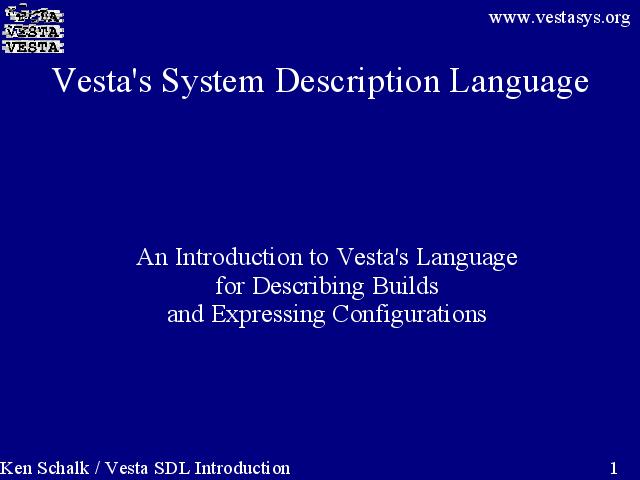 VESTA
VESTA
VESTA
www.vestasys.org
Vesta's System Description Language
An Introduction to Vesta's Language
for Describing Builds
and Expressing Configurations
Ken Schalk / Vesta SDL Introduction
1